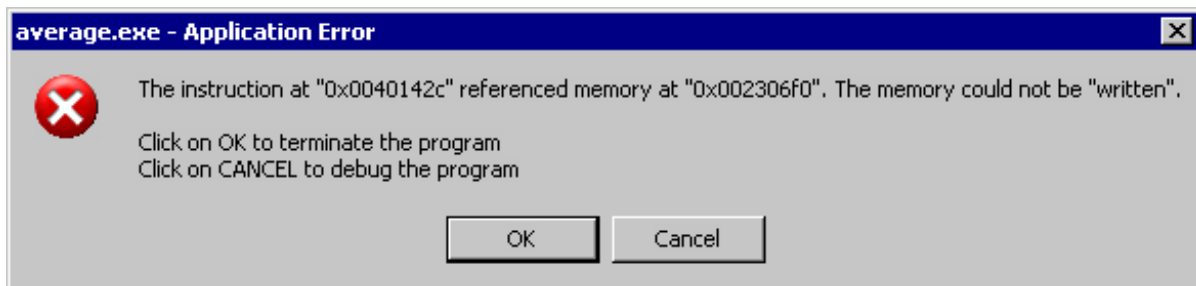 average.exe - Application Error
The instruction at "0x0040142c" referenced memory at "0x002306f0". The memory could not be "written".
Click on OK to terminate the program
Click on CANCEL to debug the program
OK
Cancel